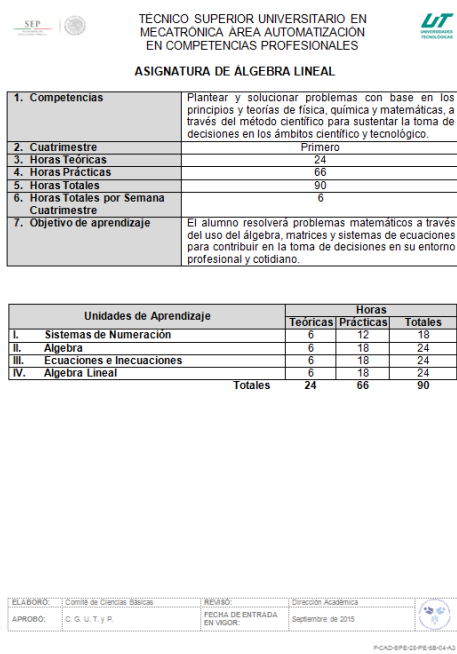 SEP
TÉCNICO SUPERIOR UNIVERSITARIO EN
MECATRÓNICA ÁREA AUTOMATIZACIÓN
EN COMPETENCIAS PROFESIONALES
UT
UNIVERSIDADES
TECNOLÓGICAS
ASIGNATURA DE ÁLGEBRA LINEAL
1. Competencias
Plantear y solucionar problemas con base en los
principios y teorías de física, química y matemáticas, a
través del método científico para sustentar la toma de
decisiones en los ámbitos científico y tecnológico.
2. Cuatrimestre Primero
3. Horas Teóricas 24
4. Horas Prácticas 66
5. Horas Totales 90
6. Horas Totales por Semana
Cuatrimestre
6
7. Objetivo de aprendizaje
El alumno resolverá problemas matemáticos a través
del uso del álgebra, matrices y sistemas de ecuaciones
para contribuir en la toma de decisiones en su entorno
profesional y cotidiano.
Unidades de Aprendizaje Horas
Teóricas Prácticas Totales
I. Sistemas de Numeración 6 12 18
II. Algebra 6 18 24
III. Ecuaciones e Inecuaciones 6 18 24
IV. Algebra Lineal 6 18 24
Totales 24 66 90
ELABORÓ: Comité de Ciencias Básicas REVISÓ: Dirección Académica
APROBÓ: C. G. U. T. y P. FECHA DE ENTRADA
EN VIGOR:
Septiembre de 2015
F-CAD-SPE-28-PE-5B-04-A3